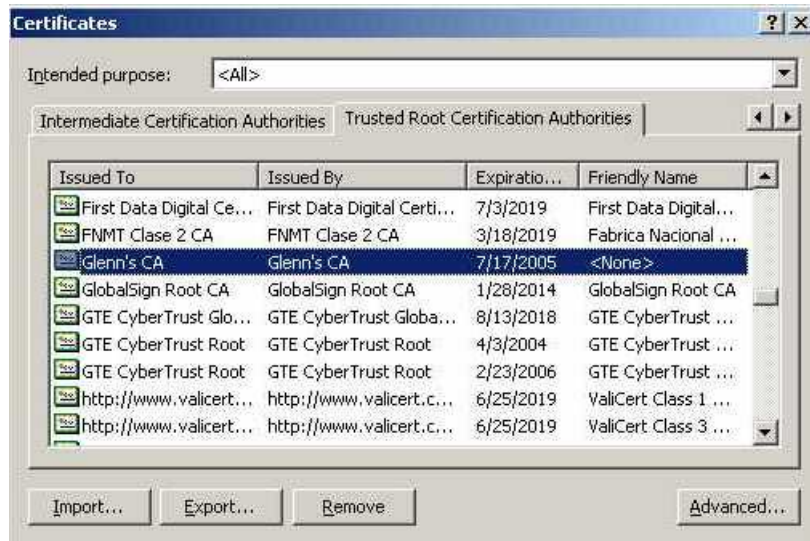 Certificates
Intended purpose: <All>
Intermediate Certification Authorities Trusted Root Certification Authorities
Issued To Issued By Expiratio... Friendly Name
First Data Digital Ce... First Data Digital Certi... 7/3/2019 First Data Digital...
FNMT Clase 2 CA FNMT Clase 2 CA 3/18/2019 Fabrica Nacional ...
Glenn's CA Glenn's CA 7/17/2005 <None>
GlobalSign Root CA GlobalSign Root CA 1/28/2014 GlobalSign Root CA
GTE CyberTrust Glo... GTE CyberTrust Globa... 8/13/2018 GTE CyberTrust ...
GTE CyberTrust Root GTE CyberTrust Root 4/3/2004 GTE CyberTrust ...
GTE CyberTrust Root GTE CyberTrust Root 2/23/2006 GTE CyberTrust ...
http://www.valicert.... http://www.valicert.c... 6/25/2019 ValiCert Class 1 ...
http://www.valicert.... http://www.valicert.c... 6/25/2019 ValiCert Class 3 ...
Import... Export... Remove Advanced...